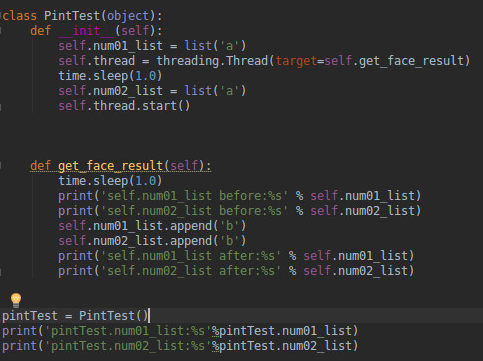 class PintTest(object):
    def __init__(self):
        self.num01_list = list('a')
        self.thread = threading.Thread(target=self.get_face_result)
        time.sleep(1.0)
        self.num02_list = list('a')
        self.thread.start()
    def get_face_result(self):
        time.sleep(1.0)
        print('self.num01_list before:%s' % self.num01_list)
        print('self.num02_list before:%s' % self.num02_list)
        self.num01_list.append('b')
        self.num02_list.append('b')
        print('self.num01_list after:%s' % self.num01_list)
        print('self.num02_list after:%s' % self.num02_list)
pintTest = PintTest()
print('pintTest.num01_list:%s'%pintTest.num01_list)
print('pintTest.num02_list:%s'%pintTest.num02_list)